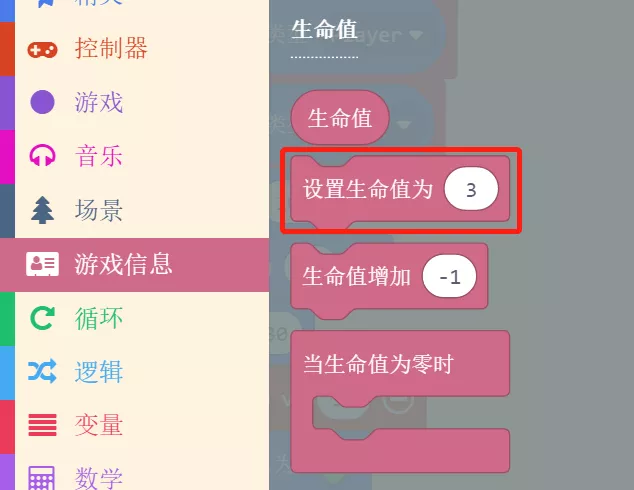 控制器
游戏
音乐
场景
游戏信息
循环
逻辑
变量
数学
生命值
Player
生命值
设置生命值为 3
生命值增加 -1
当生命值为零时